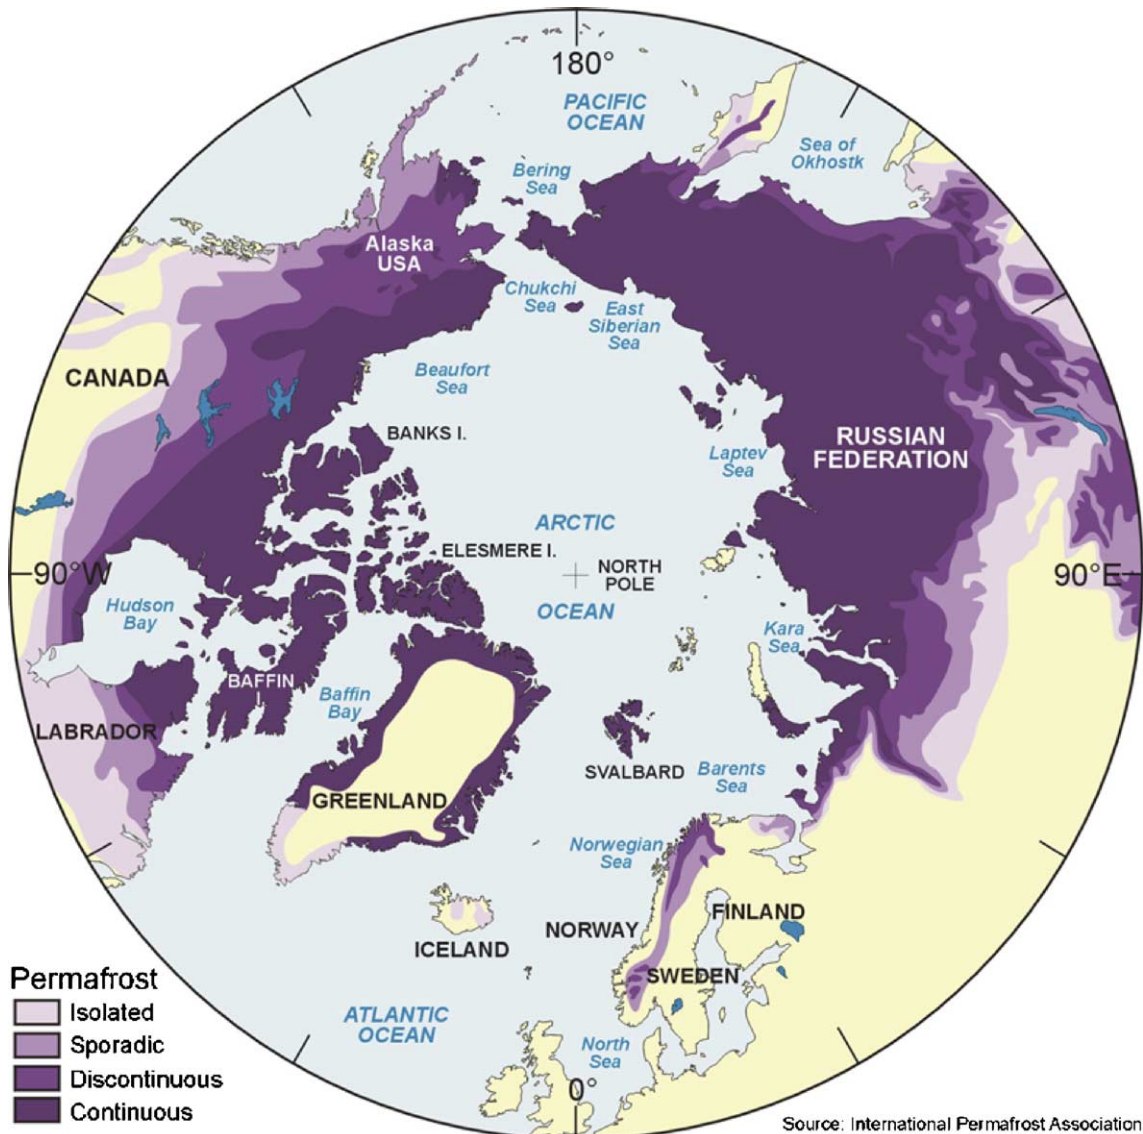 180°
PACIFIC
OCEAN
Sea of
Okhostk
Bering
Sea
Alaska
USA
Chukchi
Sea
East
Siberian
Sea
Beaufort
Sea
CANADA
BANKS I.
RUSSIAN
FEDERATION
Laptev
Sea
ARCTIC
OCEAN
ELESMERE I.
NORTH
POLE
90°W
90°E
Hudson
Bay
Kara
Sea
BAFFIN
I.
Baffin
Bay
LABRADOR
SVALBARD
Barents
Sea
GREENLAND
Norwegian
Sea
FINLAND
NORWAY
ICELAND
SWEDEN
ATLANTIC
OCEAN
North
Sea
0°
Permafrost
Isolated
Sporadic
Discontinuous
Continuous
Source: International Permafrost Association